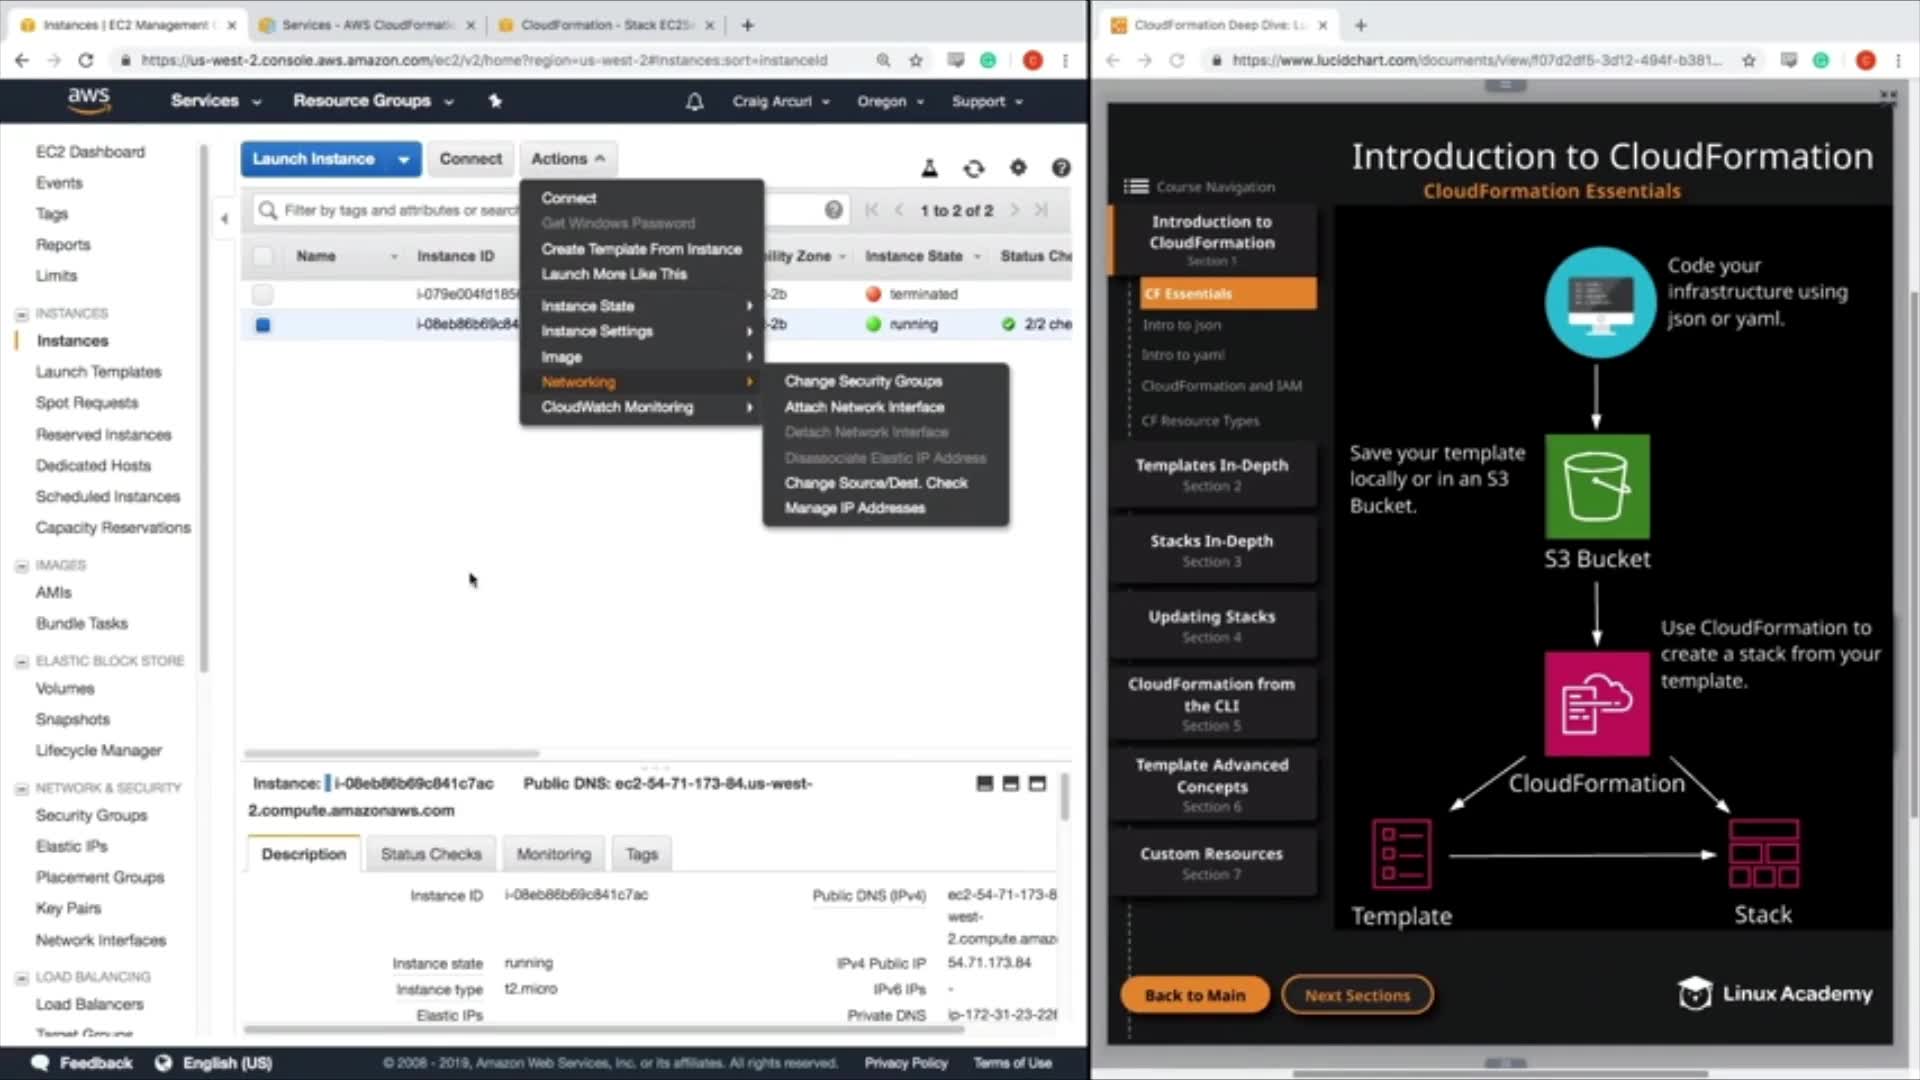 Instances | EC2 Management
Services - AWS CloudFormati
CloudFormation - Stack EC2S
https://us-west-2.console.aws.amazon.com/ec2/v2/home?region=us-west-2#Instances:sort=instanceId
aws
Services
Resource Groups
Craig Arcuri
Oregon
Support
EC2 Dashboard
Events
Tags
Reports
Limits
INSTANCES
Instances
Launch Templates
Spot Requests
Reserved Instances
Dedicated Hosts
Scheduled Instances
Capacity Reservations
IMAGES
AMIs
Bundle Tasks
ELASTIC BLOCK STORE
Volumes
Snapshots
Lifecycle Manager
NETWORK & SECURITY
Security Groups
Elastic IPs
Placement Groups
Key Pairs
Network Interfaces
LOAD BALANCING
Load Balancers
Target Groups
Launch Instance
Connect
Actions
Filter by tags and attributes or search
1 to 2 of 2
Name
Instance ID
ility Zone
Instance State
Status Che
i-079e004fd185
-2b
terminated
i-08eb86b69c84
-2b
running
2/2 che
Connect
Get Windows Password
Create Template From Instance
Launch More Like This
Instance State
Instance Settings
Image
Networking
CloudWatch Monitoring
Change Security Groups
Attach Network Interface
Detach Network Interface
Disassociate Elastic IP Address
Change Source/Dest. Check
Manage IP Addresses
Instance: i-08eb86b69c841c7ac
Public DNS: ec2-54-71-173-84.us-west-
2.compute.amazonaws.com
Description
Status Checks
Monitoring
Tags
Instance ID
i-08eb86b69c841c7ac
Public DNS (IPv4)
ec2-54-71-173-8
west-
2.compute.amaz
Instance state
running
IPv4 Public IP
54.71.173.84
Instance type
t2.micro
IPv6 IPs
-
Elastic IPs
Private DNS
ip-172-31-23-226
Feedback
English (US)
© 2008 - 2019, Amazon Web Services, Inc. or its affiliates. All rights reserved.
Privacy Policy
Terms of Use
CloudFormation Deep Dive: Lu
https://www.lucidchart.com/documents/view/f07d2df5-3d12-494f-b381...
Introduction to CloudFormation
CloudFormation Essentials
Course Navigation
Introduction to
CloudFormation
Section 1
CF Essentials
Intro to json
Intro to yaml
CloudFormation and IAM
CF Resource Types
Templates In-Depth
Section 2
Stacks In-Depth
Section 3
Updating Stacks
Section 4
CloudFormation from
the CLI
Section 5
Template Advanced
Concepts
Section 6
Custom Resources
Section 7
Back to Main
Next Sections
Code your
infrastructure using
json or yaml.
Save your template
locally or in an S3
Bucket.
S3 Bucket
Use CloudFormation to
create a stack from your
template.
CloudFormation
Template
Stack
Linux Academy